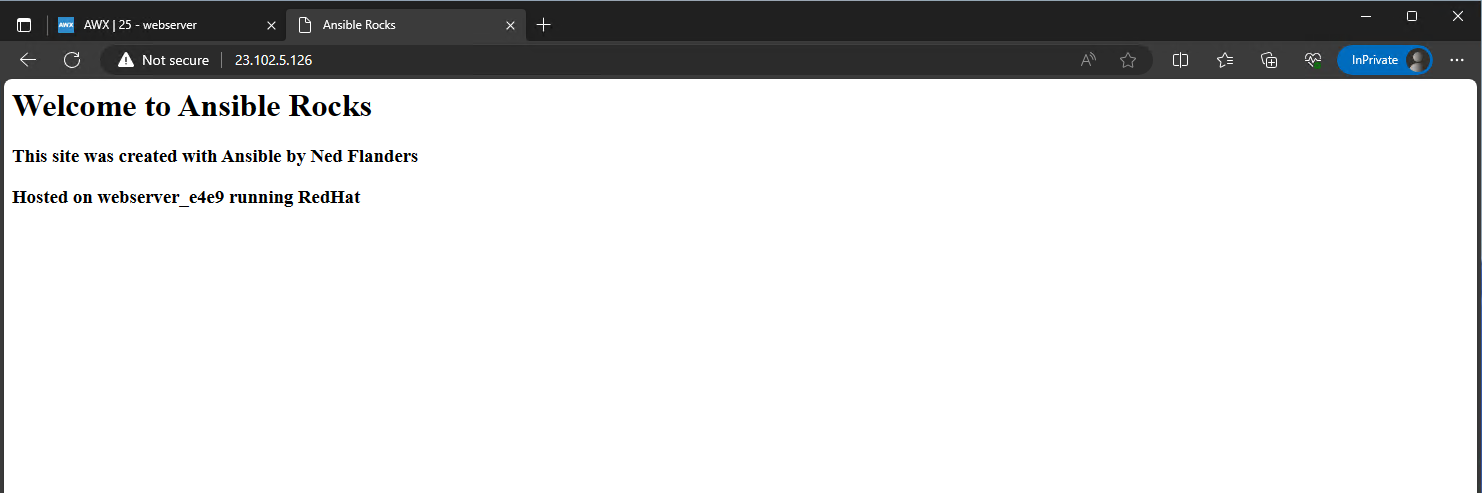 AWX | 25 - webserver
Ansible Rocks
Not secure
23.102.5.126
InPrivate
Welcome to Ansible Rocks
This site was created with Ansible by Ned Flanders
Hosted on webserver_e4e9 running RedHat